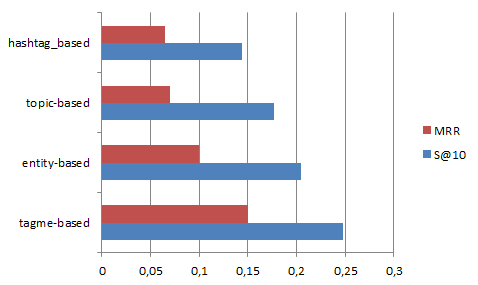 hashtag_based
topic-based
entity-based
tagme-based
MRR
S@10
0 0,05 0,1 0,15 0,2 0,25 0,3